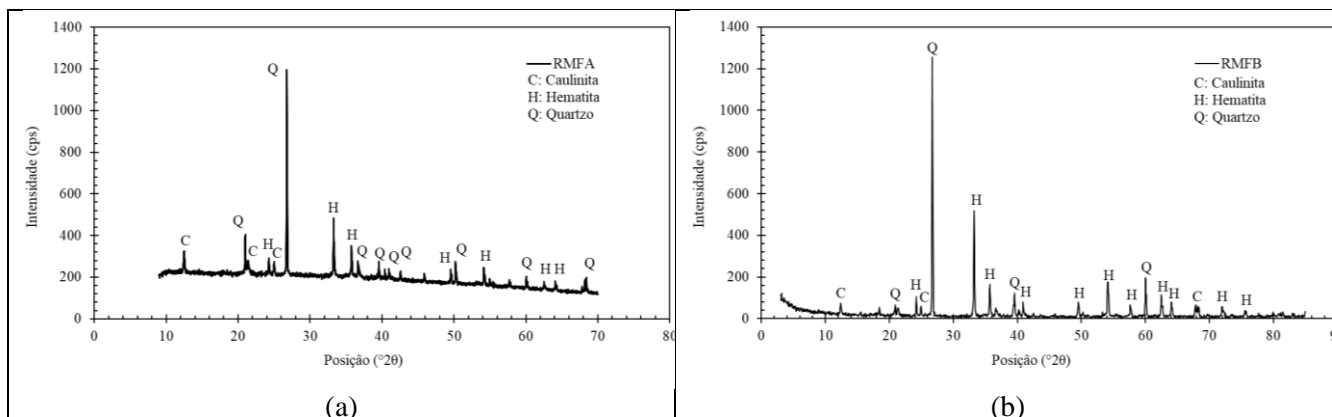 1400
1200
1000
800
600
400
200
0
Intensidade (cps)
0 10 20 30 40 50 60 70 80
Posição (°2θ)
RMFA
C: Caulinita
H: Hematita
Q: Quartzo
C Q C H C Q H H Q Q Q Q H Q H Q H H Q
(a)
1400
1200
1000
800
600
400
200
0
Intensidade (cps)
0 10 20 30 40 50 60 70 80
Posição (°2θ)
RMFB
C: Caulinita
H: Hematita
Q: Quartzo
C Q H C Q H H Q H H H H Q H H C H H
(b)